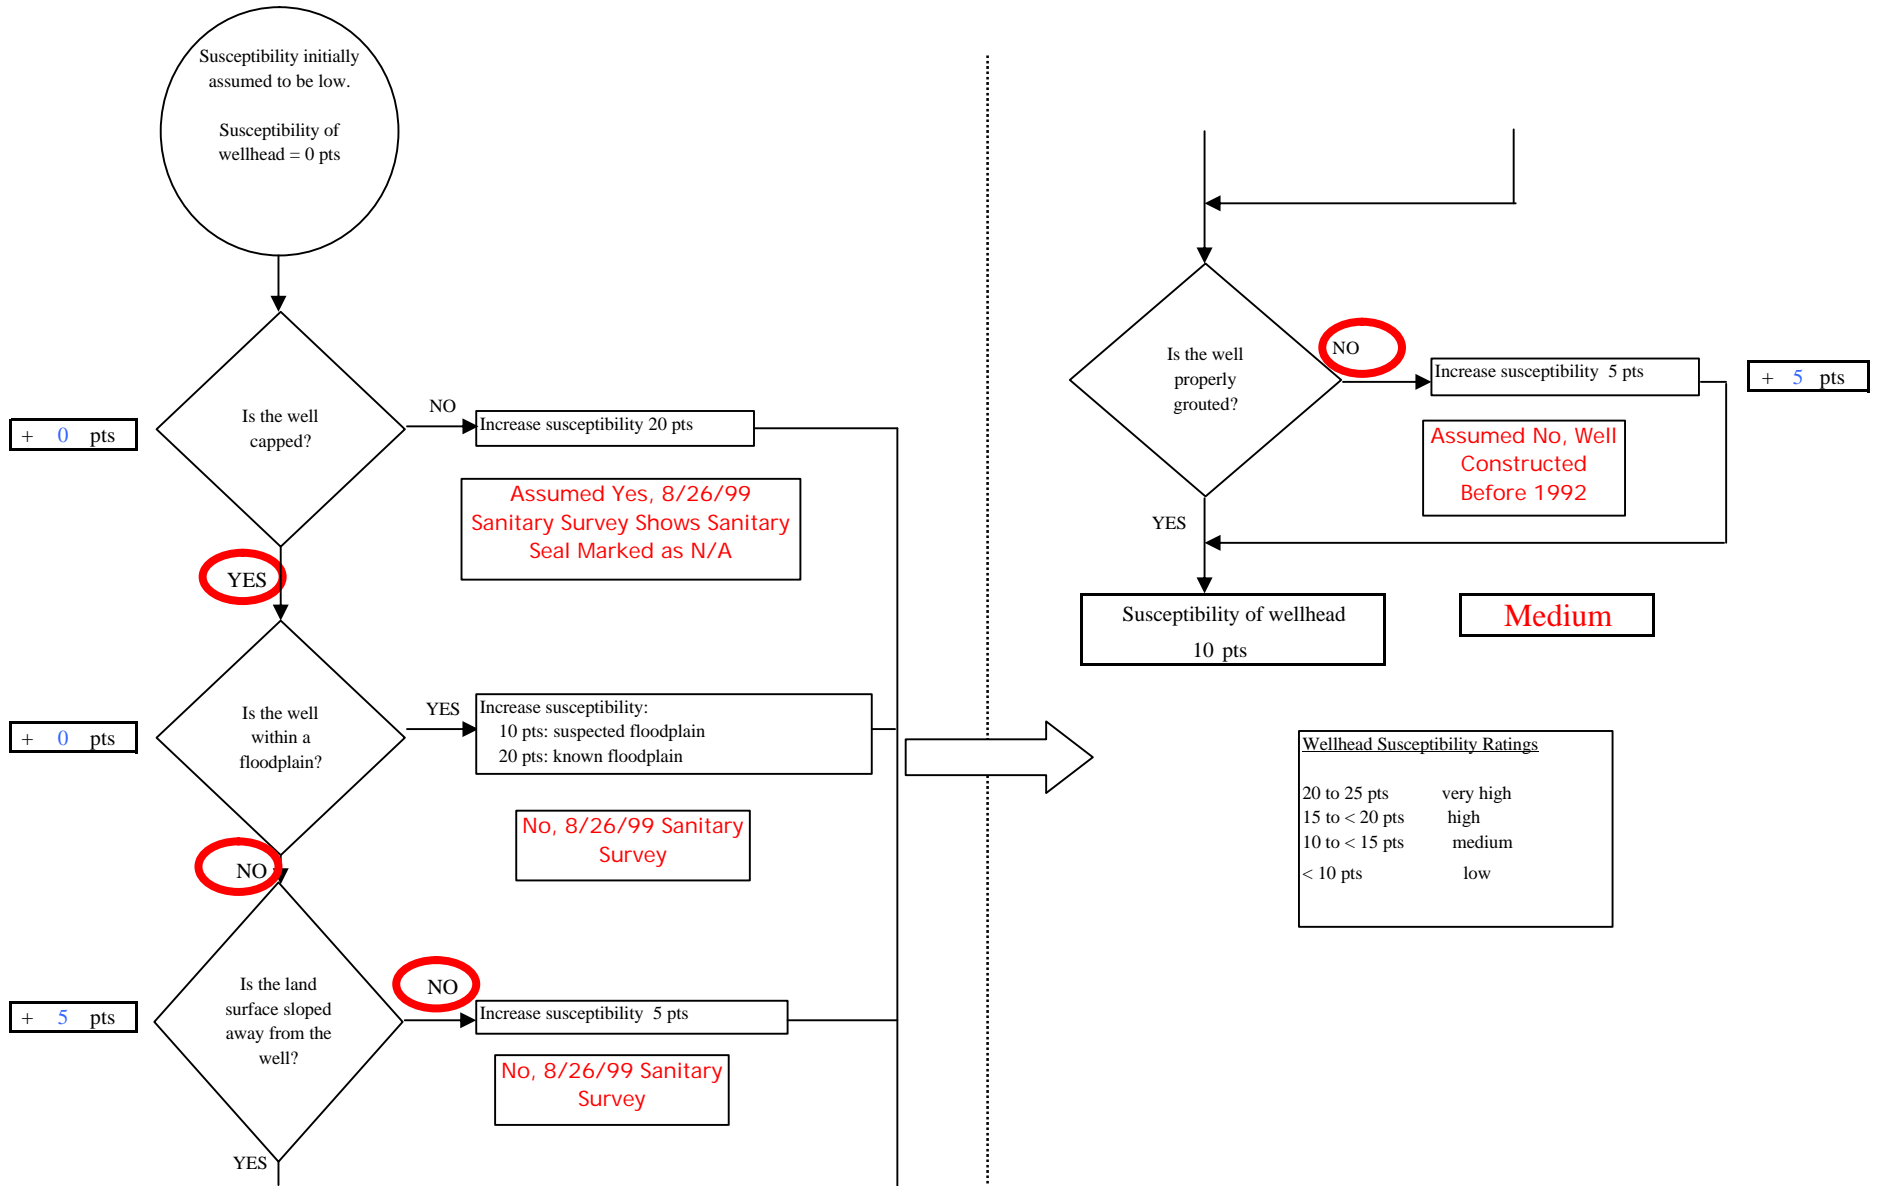 Susceptibility initially
assumed to be low.
Susceptibility of
wellhead = 0 pts
+ 0 pts
Is the well
capped?
NO
Increase susceptibility 20 pts
Assumed Yes, 8/26/99
Sanitary Survey Shows Sanitary
Seal Marked as N/A
YES
+ 0 pts
Is the well
within a
floodplain?
YES
Increase susceptibility:
10 pts: suspected floodplain
20 pts: known floodplain
No, 8/26/99 Sanitary
Survey
NO
+ 5 pts
Is the land
surface sloped
away from the
well?
NO
Increase susceptibility 5 pts
No, 8/26/99 Sanitary
Survey
YES
Is the well
properly
grouted?
NO
Increase susceptibility 5 pts
+ 5 pts
Assumed No, Well
Constructed
Before 1992
YES
Susceptibility of wellhead
10 pts
Medium
Wellhead Susceptibility Ratings
20 to 25 pts very high
15 to < 20 pts high
10 to < 15 pts medium
< 10 pts low